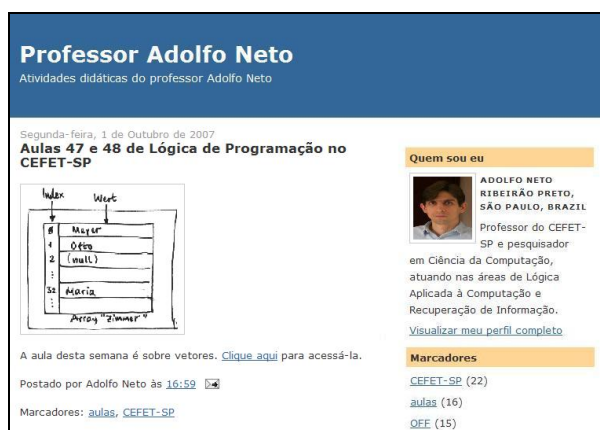 Professor Adolfo Neto
Atividades didáticas do professor Adolfo Neto
Segunda-feira, 1 de Outubro de 2007
Aulas 47 e 48 de Lógica de Programação no
CEFET-SP
Index Wert
0 Mayer
1 Otto
2 (null)
:
32 Maria
:
Array "Zimmer"
A aula desta semana é sobre vetores. Clique aqui para acessá-la.
Postado por Adolfo Neto às 16:59
Marcadores: aulas, CEFET-SP
Quem sou eu
ADOLFO NETO
RIBEIRÃO PRETO,
SÃO PAULO, BRAZIL
Professor do CEFET-
SP e pesquisador
em Ciência da Computação,
atuando nas áreas de Lógica
Aplicada à Computação e
Recuperação de Informação.
Visualizar meu perfil completo
Marcadores
CEFET-SP (22)
aulas (16)
OFF (15)